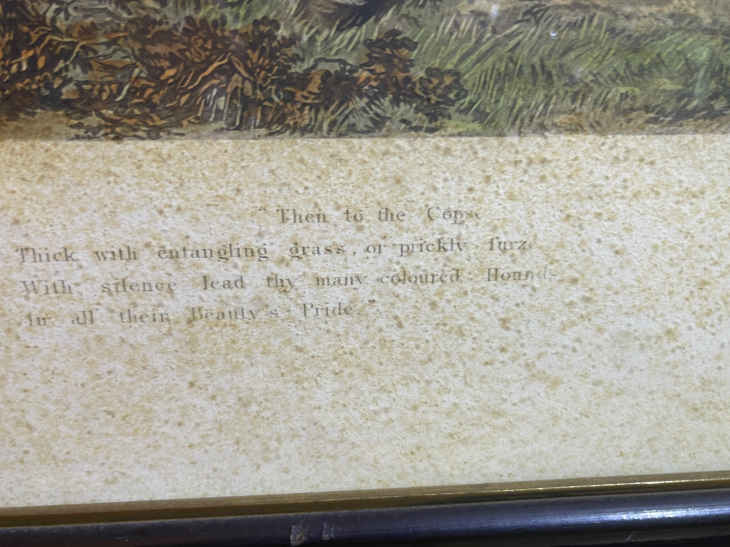 "Then to the Copse
Thick with entangling grass, or prickly furz
With silence lead thy many coloured Hounds
In all their Beauty's Pride."